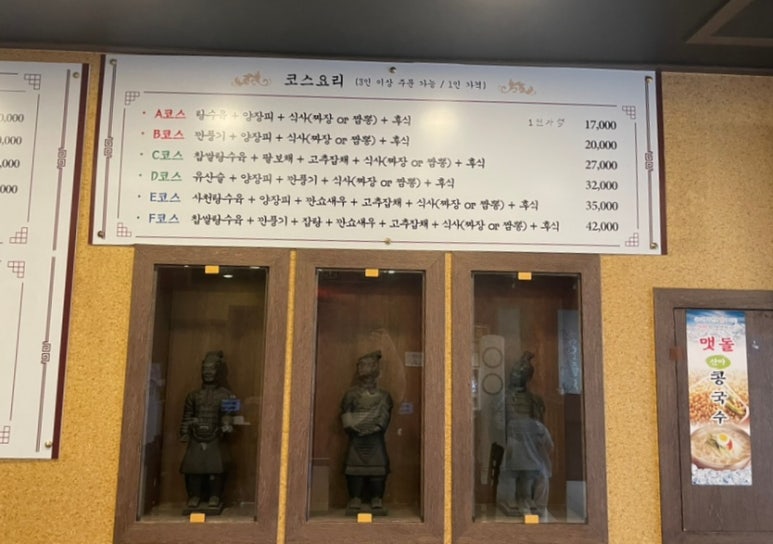 코스요리 (3인 이상 주문 가능 / 1인 가격)
· A코스 탕수육 + 양장피 + 식사(짜장 or 짬뽕) + 후식 1인가격 17,000
· B코스 깐풍기 + 양장피 + 식사(짜장 or 짬뽕) + 후식 20,000
· C코스 찹쌀탕수육 + 팔보채 + 고추잡채 + 식사(짜장 or 짬뽕) + 후식 27,000
· D코스 유산슬 + 양장피 + 깐풍기 + 식사(짜장 or 짬뽕) + 후식 32,000
· E코스 사천탕수육 + 양장피 + 깐쇼새우 + 고추잡채 + 식사(짜장 or 짬뽕) + 후식 35,000
· F코스 찹쌀탕수육 + 깐풍기 + 잡탕 + 깐쇼새우 + 고추잡채 + 식사(짜장 or 짬뽕) + 후식 42,000
맷돌
콩국수